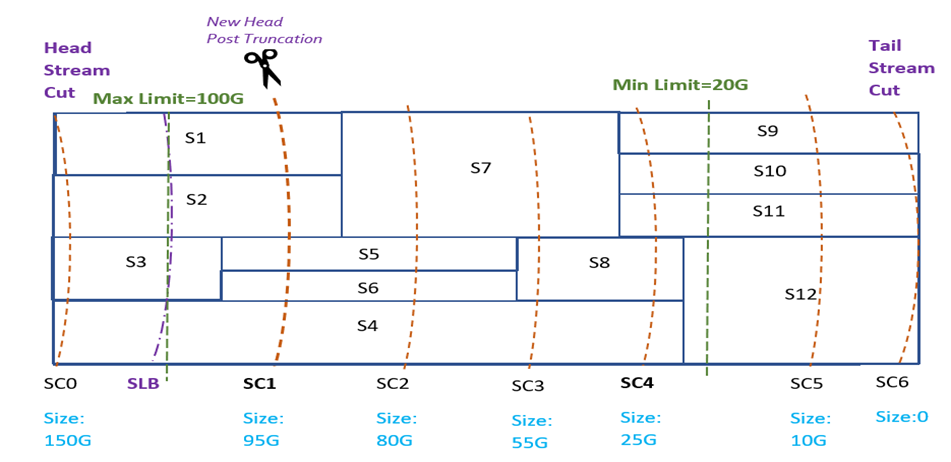 New Head
Post Truncation
Head
Stream
Cut
Tail
Stream
Cut
Max Limit=100G
Min Limit=20G
S1
S9
S7
S10
S2
S11
S5
S3
S8
S6
S12
S4
SC0
SLB
SC1
SC2
SC3
SC4
SC5
SC6
Size:
150G
Size:
95G
Size:
80G
Size:
55G
Size:
25G
Size:
10G
Size:0